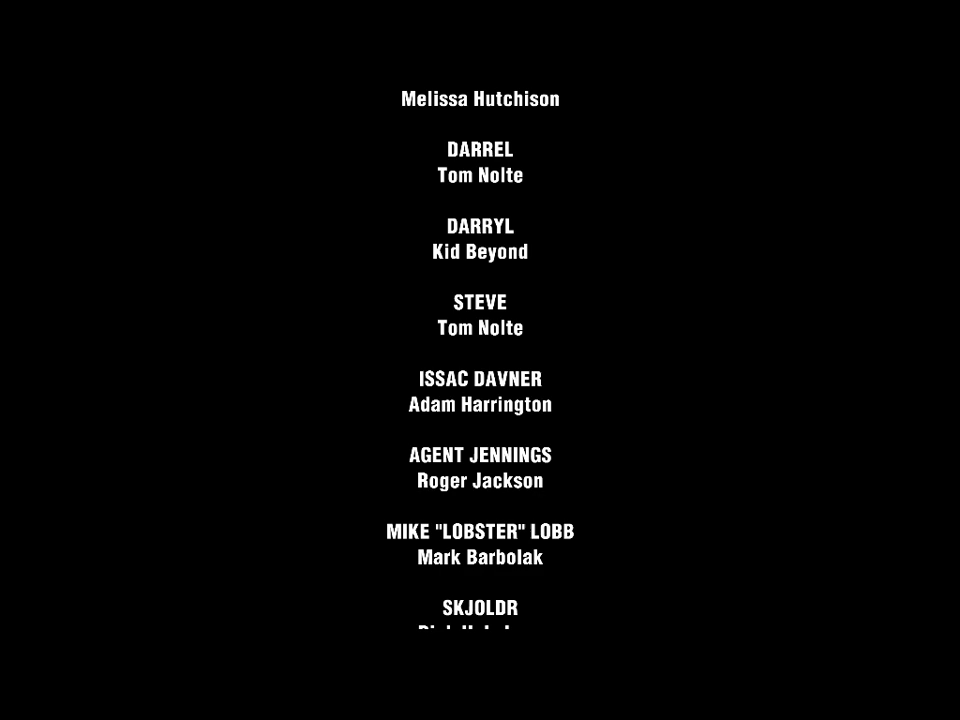 Melissa Hutchison
DARREL
Tom Nolte
DARRYL
Kid Beyond
STEVE
Tom Nolte
ISSAC DAVNER
Adam Harrington
AGENT JENNINGS
Roger Jackson
MIKE "LOBSTER" LOBB
Mark Barbolak
SKJOLDR